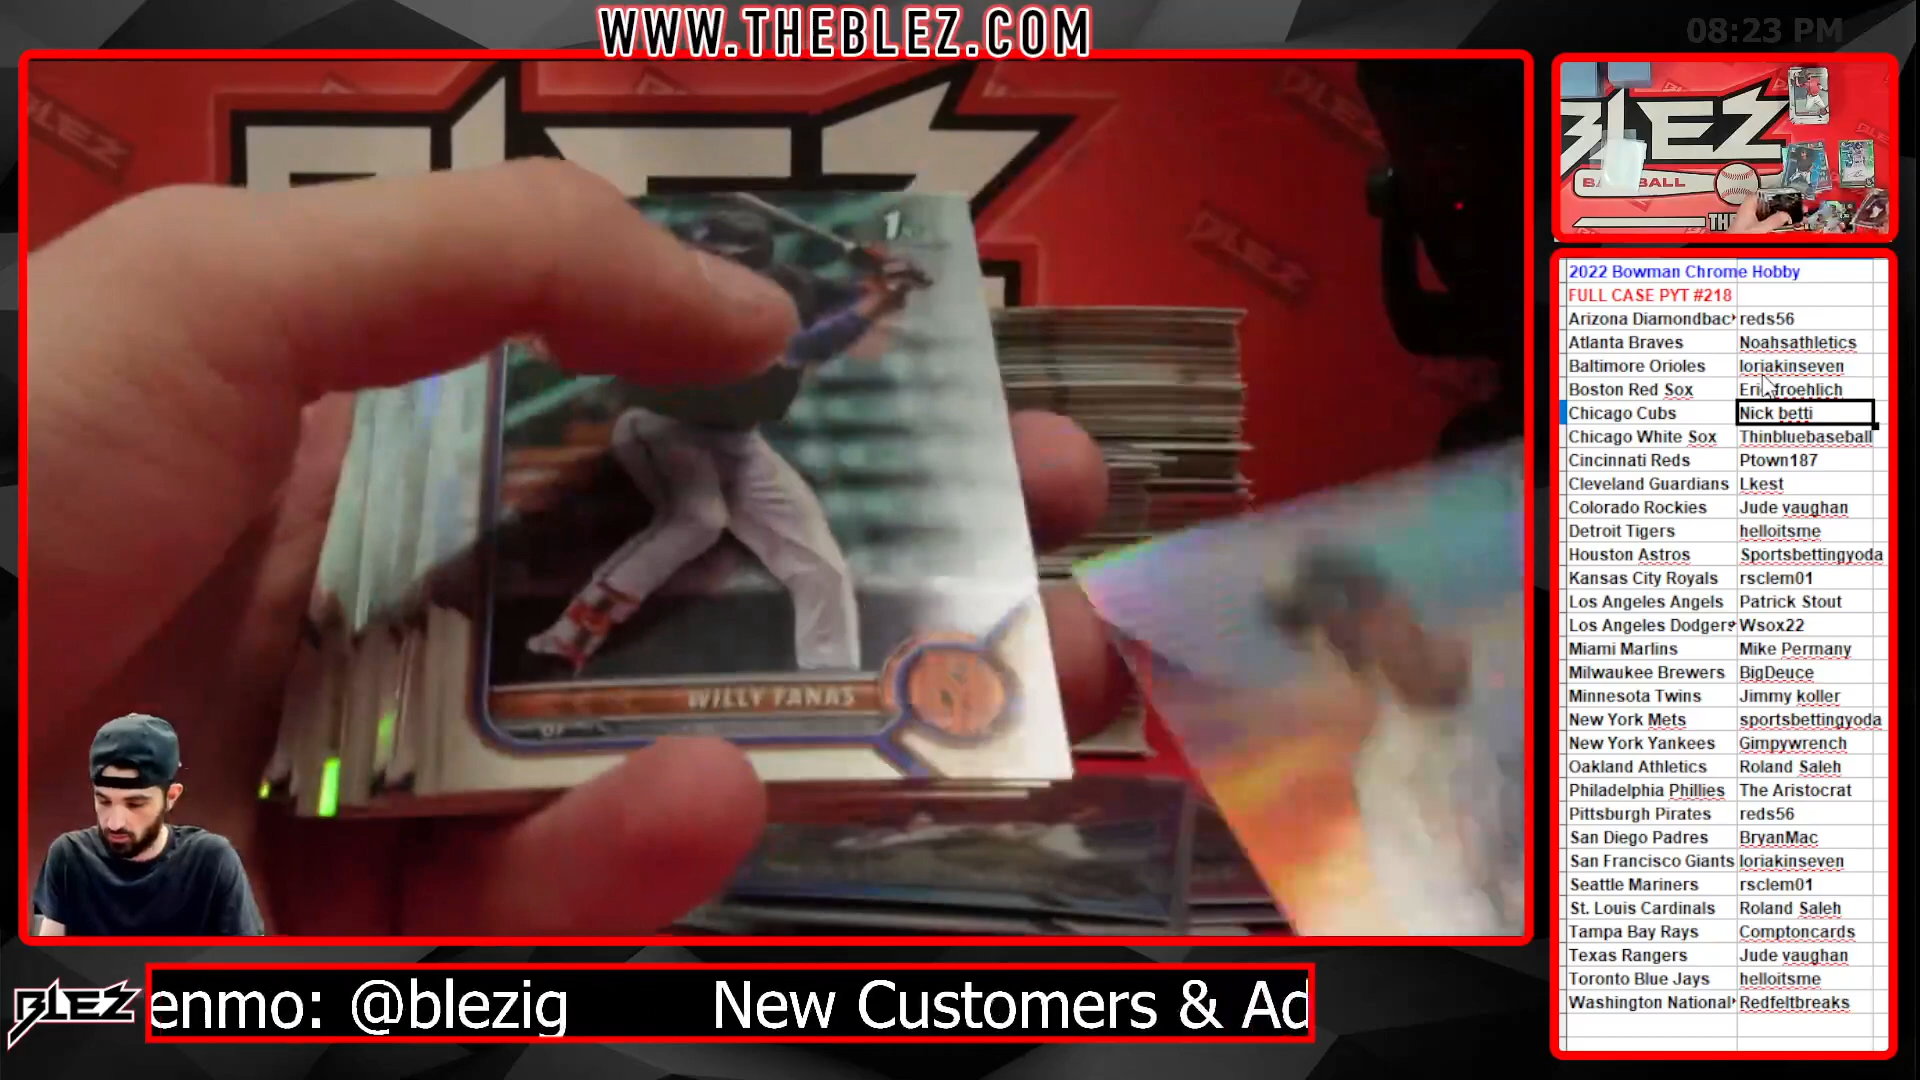 WWW.THEBLEZ.COM
08:23 PM
BLEZ
WILLY FANAS
OF
2022 Bowman Chrome Hobby
FULL CASE PYT #218
Arizona Diamondbac reds56
Atlanta Braves Noahsathletics
Baltimore Orioles loriakinseven
Boston Red Sox Eric froehlich
Chicago Cubs Nick betti
Chicago White Sox Thinbluebaseball
Cincinnati Reds Ptown187
Cleveland Guardians Lkest
Colorado Rockies Jude vaughan
Detroit Tigers helloitsme
Houston Astros Sportsbettingyoda
Kansas City Royals rsclem01
Los Angeles Angels Patrick Stout
Los Angeles Dodgers Wsox22
Miami Marlins Mike Permany
Milwaukee Brewers BigDeuce
Minnesota Twins Jimmy koller
New York Mets sportsbettingyoda
New York Yankees Gimpywrench
Oakland Athletics Roland Saleh
Philadelphia Phillies The Aristocrat
Pittsburgh Pirates reds56
San Diego Padres BryanMac
San Francisco Giants loriakinseven
Seattle Mariners rsclem01
St. Louis Cardinals Roland Saleh
Tampa Bay Rays Comptoncards
Texas Rangers Jude vaughan
Toronto Blue Jays helloitsme
Washington National Redfeltbreaks
BLEZ
enmo: @blezig New Customers & Ad